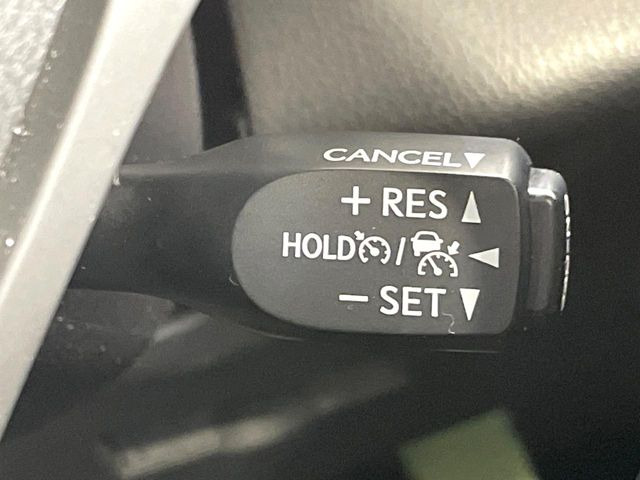 CANCEL▼
+ RES ▲
HOLD / ◄
− SET ▼